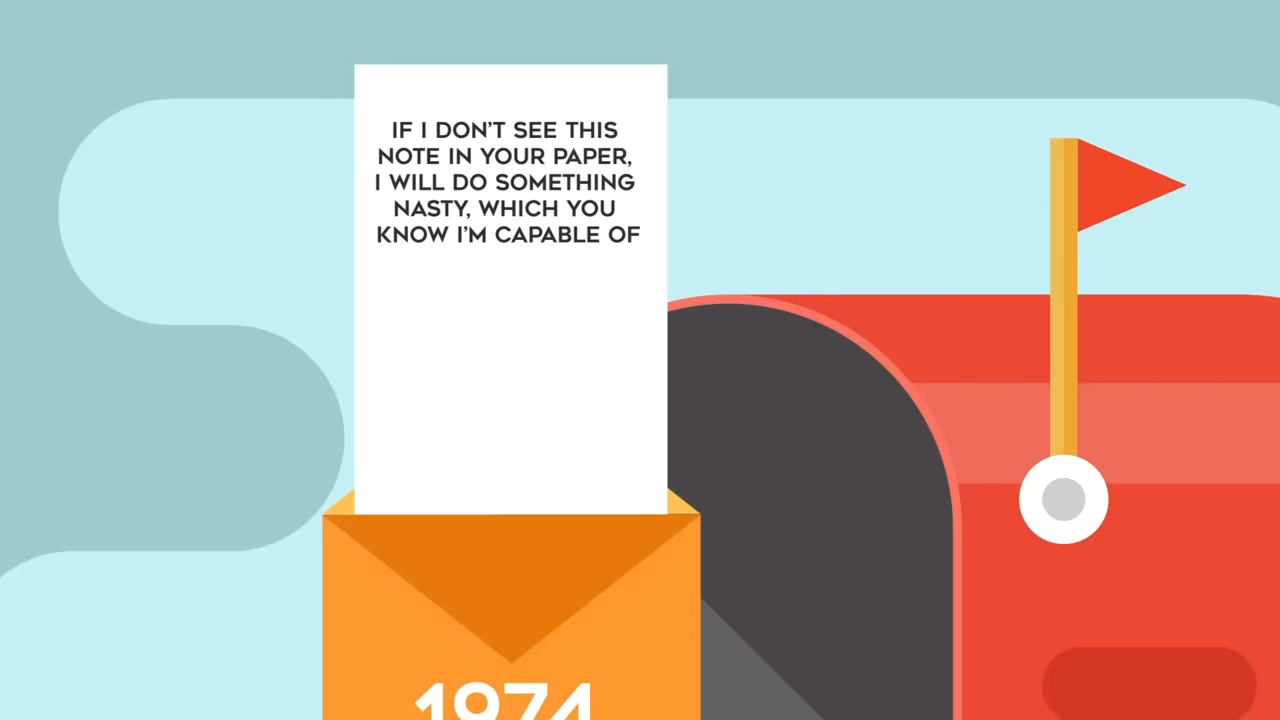 IF I DON'T SEE THIS
NOTE IN YOUR PAPER,
I WILL DO SOMETHING
NASTY, WHICH YOU
KNOW I'M CAPABLE OF
1974